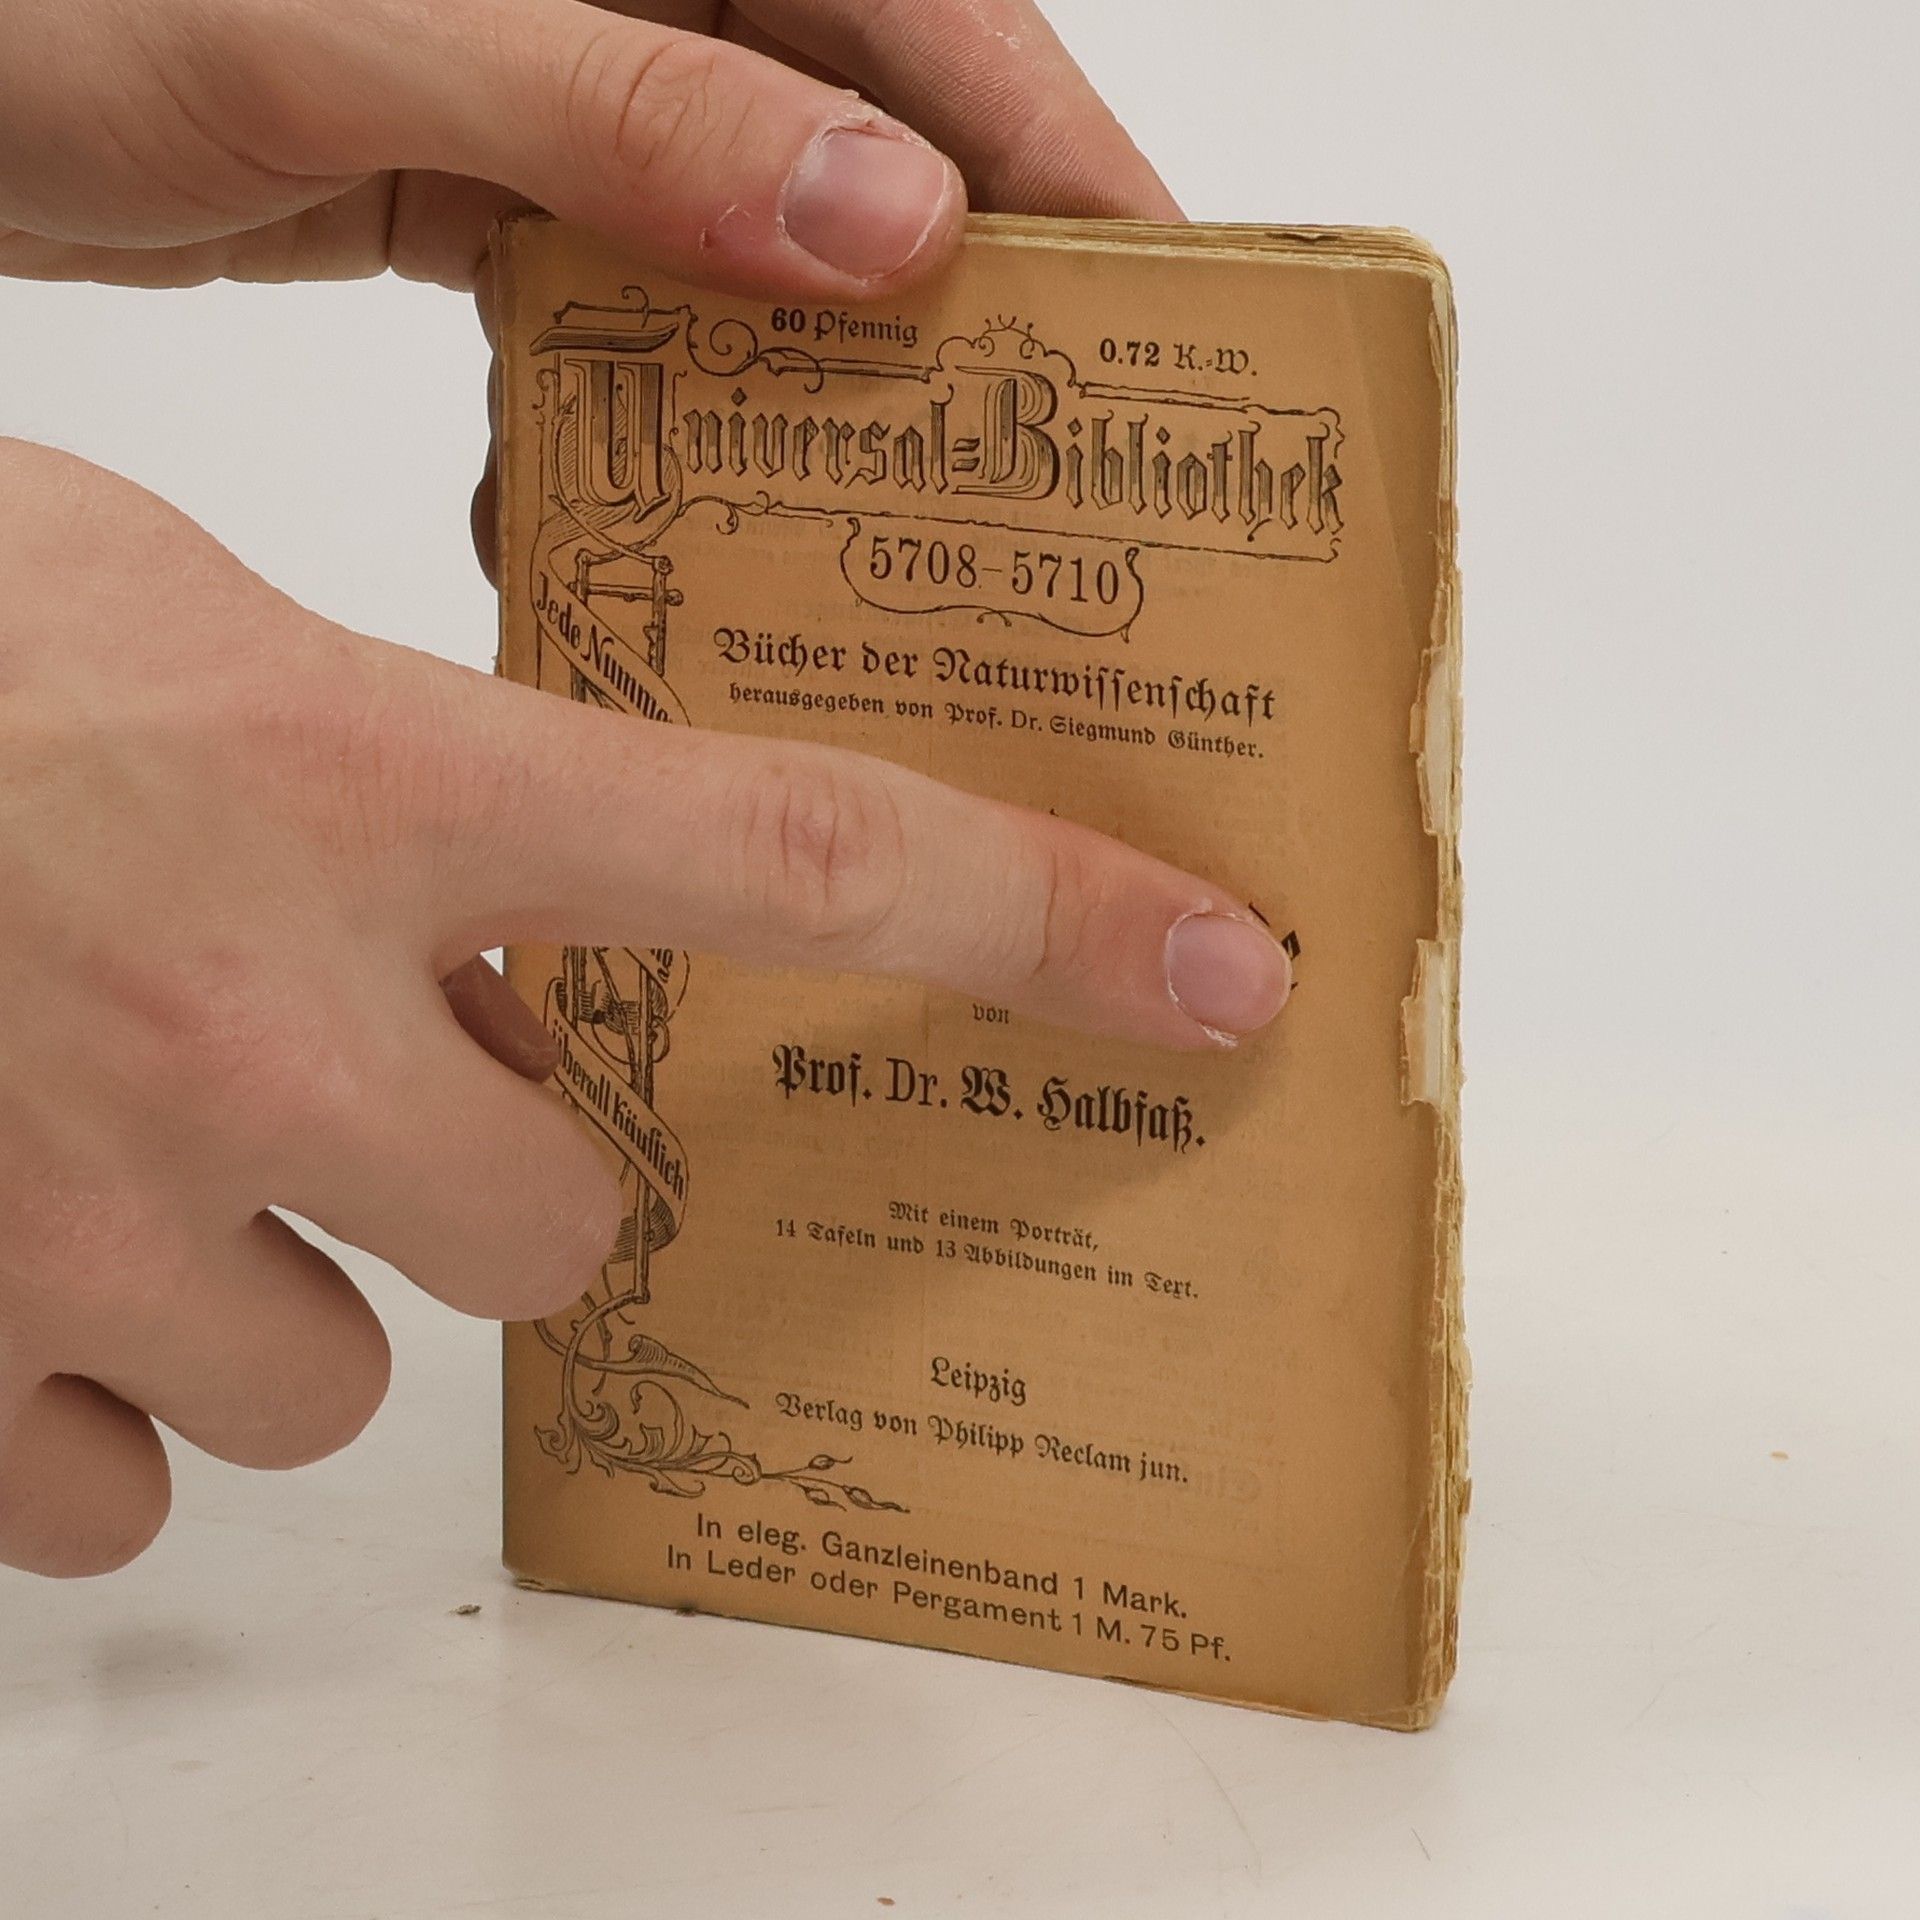 60 Pfennig 0.72 K.-W.
Universal=Bibliothek
5708-5710
Jede Numme
Bücher der Naturwissenschaft
herausgegeben von Prof. Dr. Siegmund Günther.
von
überall käuflich
Prof. Dr. W. Halbfaß.
Mit einem Porträt,
14 Tafeln und 13 Abbildungen im Text.
Leipzig
Verlag von Philipp Reclam jun.
In eleg. Ganzleinenband 1 Mark.
In Leder oder Pergament 1 M. 75 Pf.